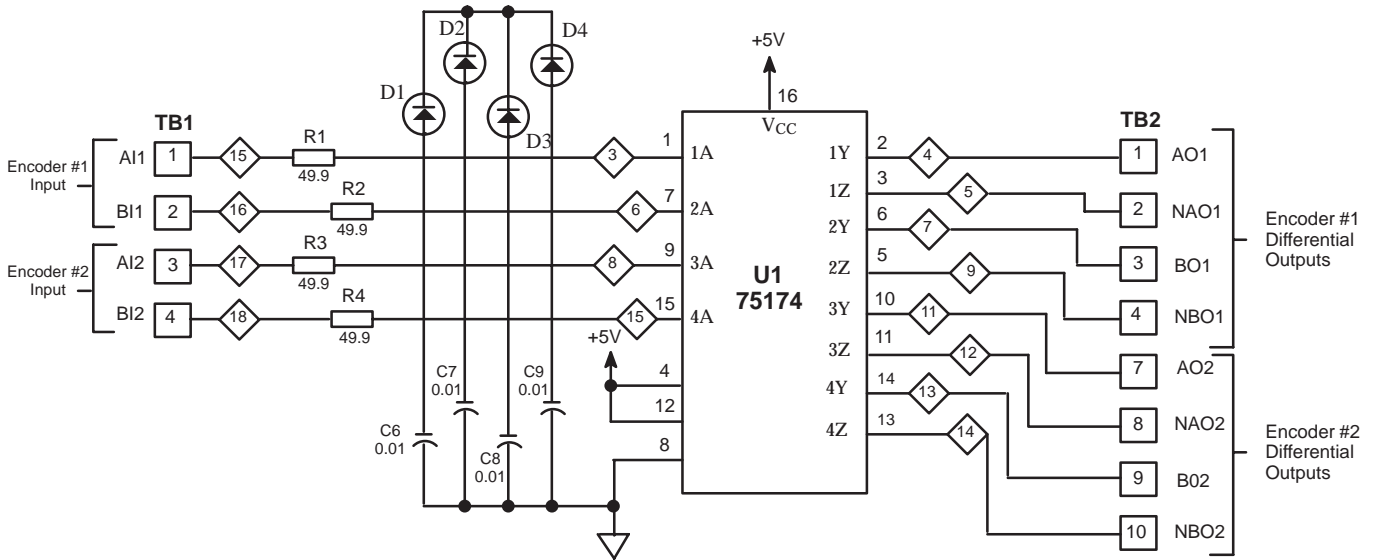 D2
D4
+5V
D1
16
TB1
R1
D3
VCC
TB2
Encoder #1
Input
AI1
1
15
49.9
3
1
1A
1Y
2
4
1
AO1
R2
1Z
3
5
BI1
2
16
49.9
6
7
2A
2Y
6
7
2
NAO1
Encoder #1
Differential
Outputs
R3
Encoder #2
Input
AI2
3
17
49.9
8
9
3A
2Z
5
9
3
BO1
U1
75174
R4
BI2
4
18
49.9
15
15
4A
3Y
10
11
4
NBO1
+5V
3Z
11
12
7
AO2
C7
0.01
C9
0.01
4
4Y
14
13
12
4Z
13
14
8
NAO2
Encoder #2
Differential
Outputs
C6
0.01
C8
0.01
8
9
B02
10
NBO2